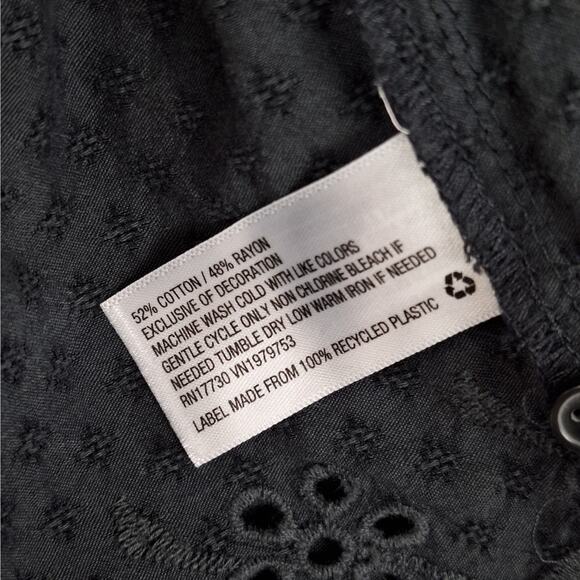 52% COTTON / 48% RAYON
EXCLUSIVE OF DECORATION
MACHINE WASH COLD WITH LIKE COLORS
GENTLE CYCLE ONLY NON CHLORINE BLEACH IF
NEEDED TUMBLE DRY LOW WARM IRON IF NEEDED
RN17730 VN1979753
LABEL MADE FROM 100% RECYCLED PLASTIC